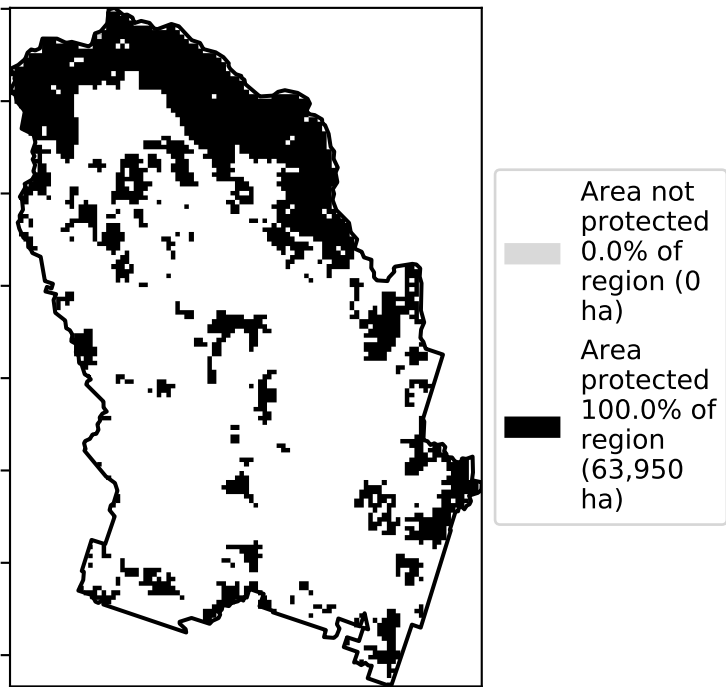 Area not
protected
0.0% of
region (0
ha)
Area
protected
100.0% of
region
(63,950
ha)